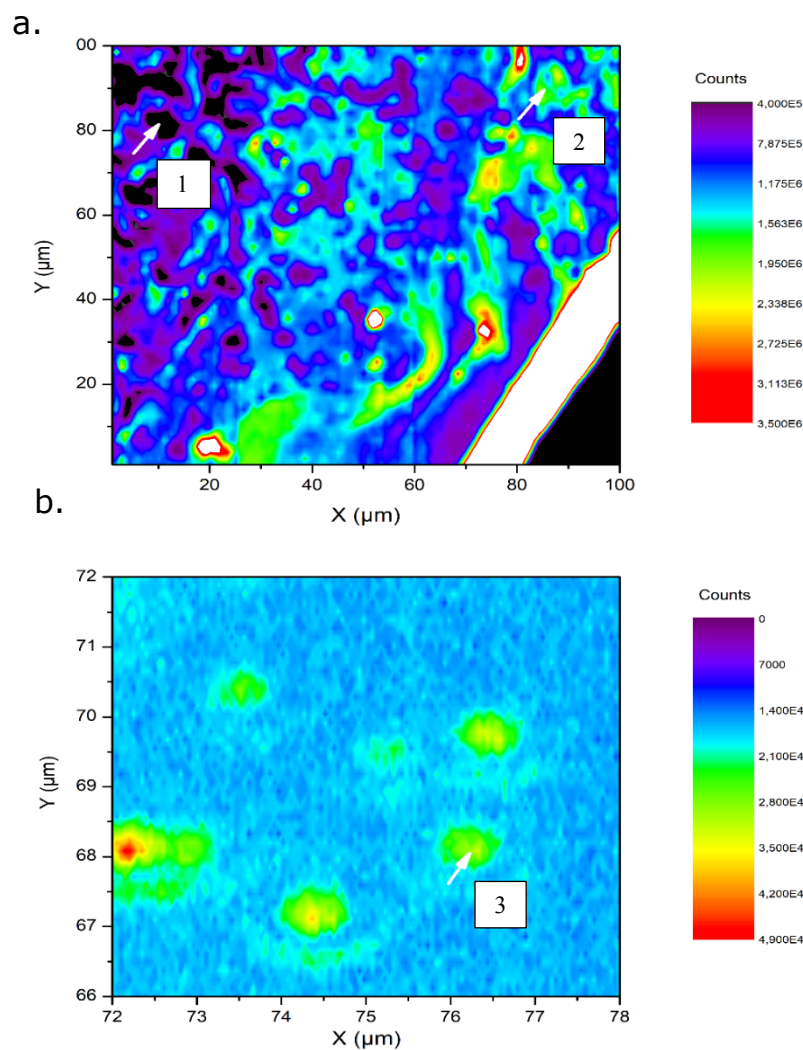 a.
00
80
60
40
20
Y (µm)
20
40
60
80
100
X (µm)
1
2
Counts
4,000E5
7,875E5
1,175E6
1,563E6
1,950E6
2,338E6
2,725E6
3,113E6
3,500E6
b.
72
71
70
69
68
67
66
Y (µm)
72
73
74
75
76
77
78
X (µm)
3
Counts
0
7000
1,400E4
2,100E4
2,800E4
3,500E4
4,200E4
4,900E4